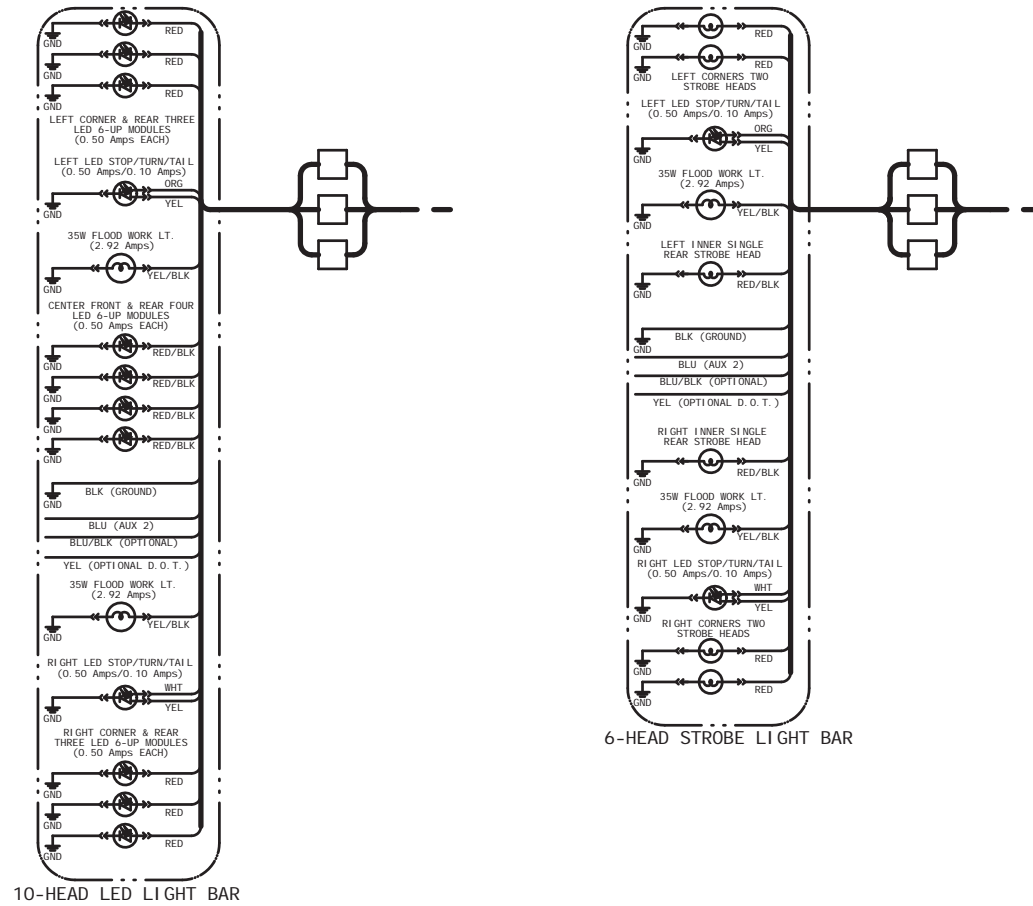 RED
GND
RED
GND
RED
GND
LEFT CORNER & REAR THREE
LED 6-UP MODULES
(0.50 Amps EACH)
LEFT LED STOP/TURN/TAIL
(0.50 Amps/0.10 Amps)
ORG
YEL
GND
35W FLOOD WORK LT.
(2.92 Amps)
YEL/BLK
GND
CENTER FRONT & REAR FOUR
LED 6-UP MODULES
(0.50 Amps EACH)
RED/BLK
GND
RED/BLK
GND
RED/BLK
GND
RED/BLK
GND
BLK (GROUND)
GND
BLU (AUX 2)
BLU/BLK (OPTIONAL)
YEL (OPTIONAL D.O.T.)
35W FLOOD WORK LT.
(2.92 Amps)
YEL/BLK
GND
RIGHT LED STOP/TURN/TAIL
(0.50 Amps/0.10 Amps)
WHT
YEL
GND
RIGHT CORNER & REAR
THREE LED 6-UP MODULES
(0.50 Amps EACH)
RED
GND
RED
GND
RED
GND
10-HEAD LED LIGHT BAR
RED
GND
RED
GND
LEFT CORNERS TWO
STROBE HEADS
LEFT LED STOP/TURN/TAIL
(0.50 Amps/0.10 Amps)
ORG
YEL
GND
35W FLOOD WORK LT.
(2.92 Amps)
YEL/BLK
GND
LEFT INNER SINGLE
REAR STROBE HEAD
RED/BLK
GND
BLK (GROUND)
GND
BLU (AUX 2)
BLU/BLK (OPTIONAL)
YEL (OPTIONAL D.O.T.)
RIGHT INNER SINGLE
REAR STROBE HEAD
RED/BLK
GND
35W FLOOD WORK LT.
(2.92 Amps)
YEL/BLK
GND
RIGHT LED STOP/TURN/TAIL
(0.50 Amps/0.10 Amps)
WHT
YEL
GND
RIGHT CORNERS TWO
STROBE HEADS
RED
GND
RED
GND
6-HEAD STROBE LIGHT BAR